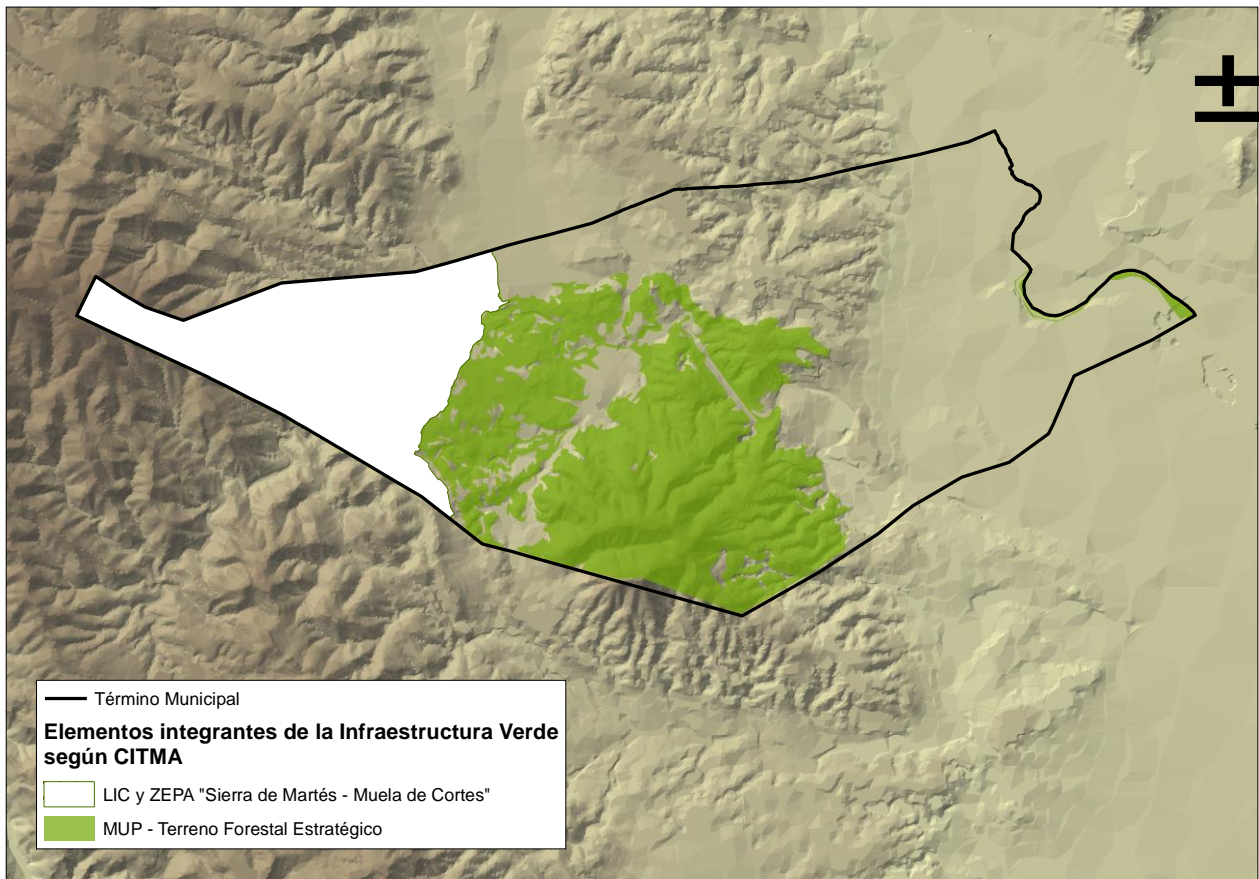 Término Municipal
Elementos integrantes de la Infraestructura Verde
según CITMA
LIC y ZEPA "Sierra de Martés - Muela de Cortes"
MUP - Terreno Forestal Estratégico